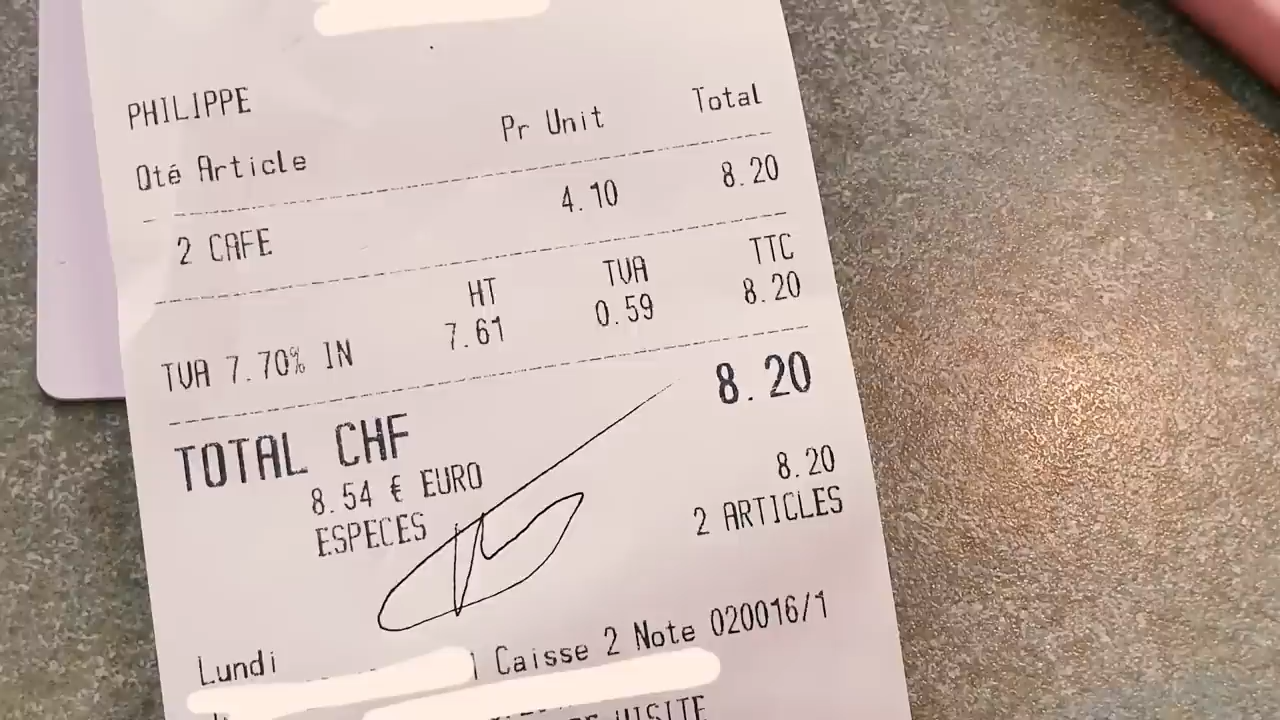 PHILIPPE
Qté Article Pr Unit Total
2 CAFE 4.10 8.20
HT TVA TTC
TVA 7.70% IN 7.61 0.59 8.20
TOTAL CHF 8.20
8.54 € EURO
ESPECES 8.20
2 ARTICLES
Lundi Caisse 2 Note 020016/1
VISITE